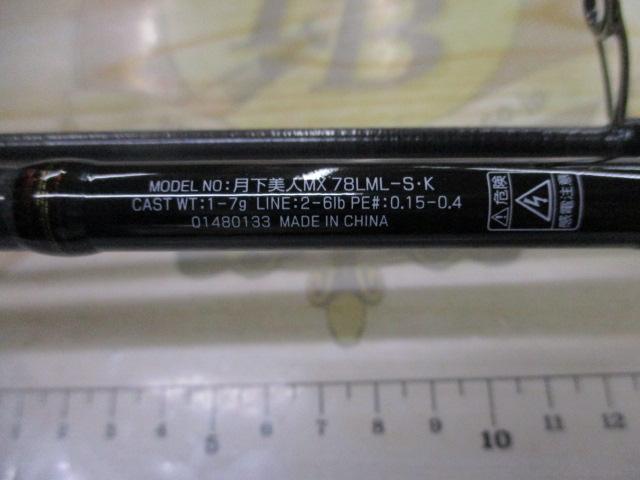 MODEL NO:月下美人MX 78LML-S・K
CAST WT:1-7g LINE:2-6lb PE#:0.15-0.4
01480133 MADE IN CHINA
⚠危険
感電注意
1 2 3 4 5 6 7 8 9 10 11 12